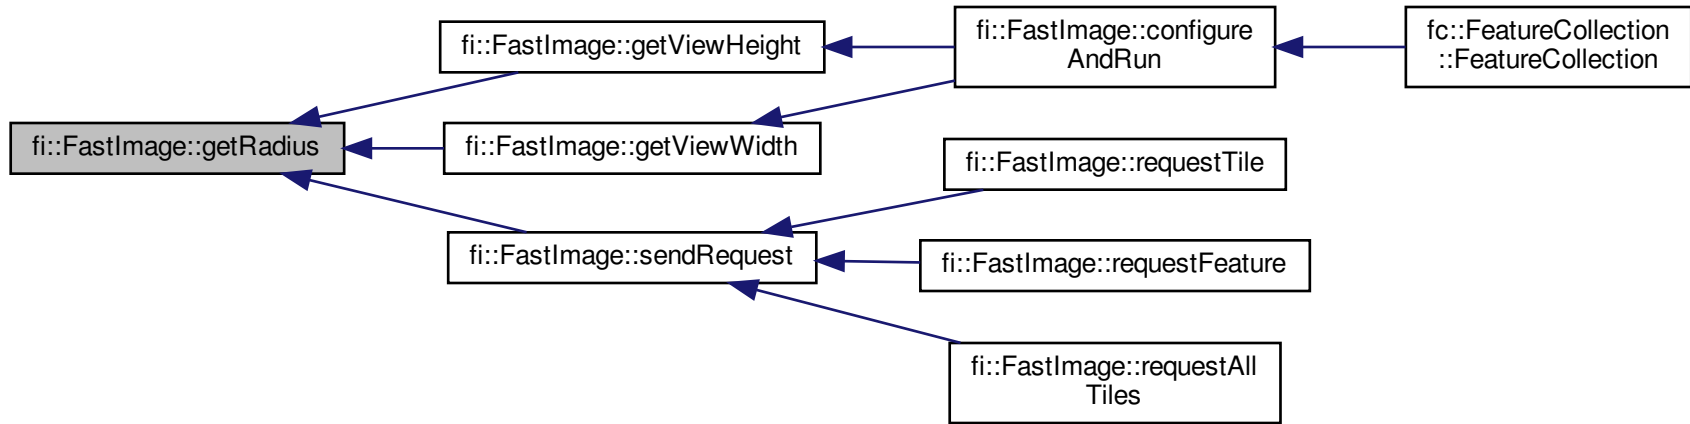 fi::FastImage::getRadius
fi::FastImage::getViewHeight
fi::FastImage::getViewWidth
fi::FastImage::sendRequest
fi::FastImage::configure
AndRun
fc::FeatureCollection
::FeatureCollection
fi::FastImage::requestTile
fi::FastImage::requestFeature
fi::FastImage::requestAll
Tiles